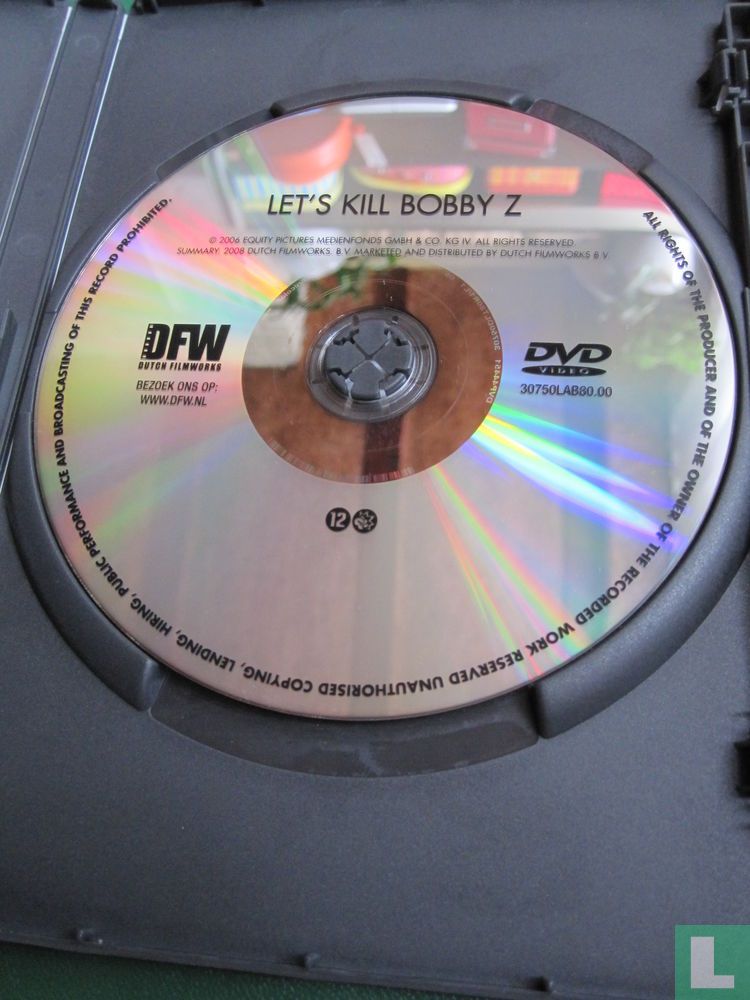 LET'S KILL BOBBY Z
© 2006 EQUITY PICTURES MEDIENFONDS GMBH & CO. KG IV. ALL RIGHTS RESERVED.
SUMMARY: 2008 DUTCH FILMWORKS. B.V. MARKETED AND DISTRIBUTED BY DUTCH FILMWORKS B.V.
DFW
DUTCH FILMWORKS
BEZOEK ONS OP:
WWW.DFW.NL
DVD
VIDEO
30750LAB80.00
12
ALL RIGHTS OF THE PRODUCER AND OF THE OWNER OF THE RECORDED WORK RESERVED UNAUTHORISED COPYING, LENDING, HIRING, PUBLIC PERFORMANCE AND BROADCASTING OF THIS RECORD PROHIBITED.
L